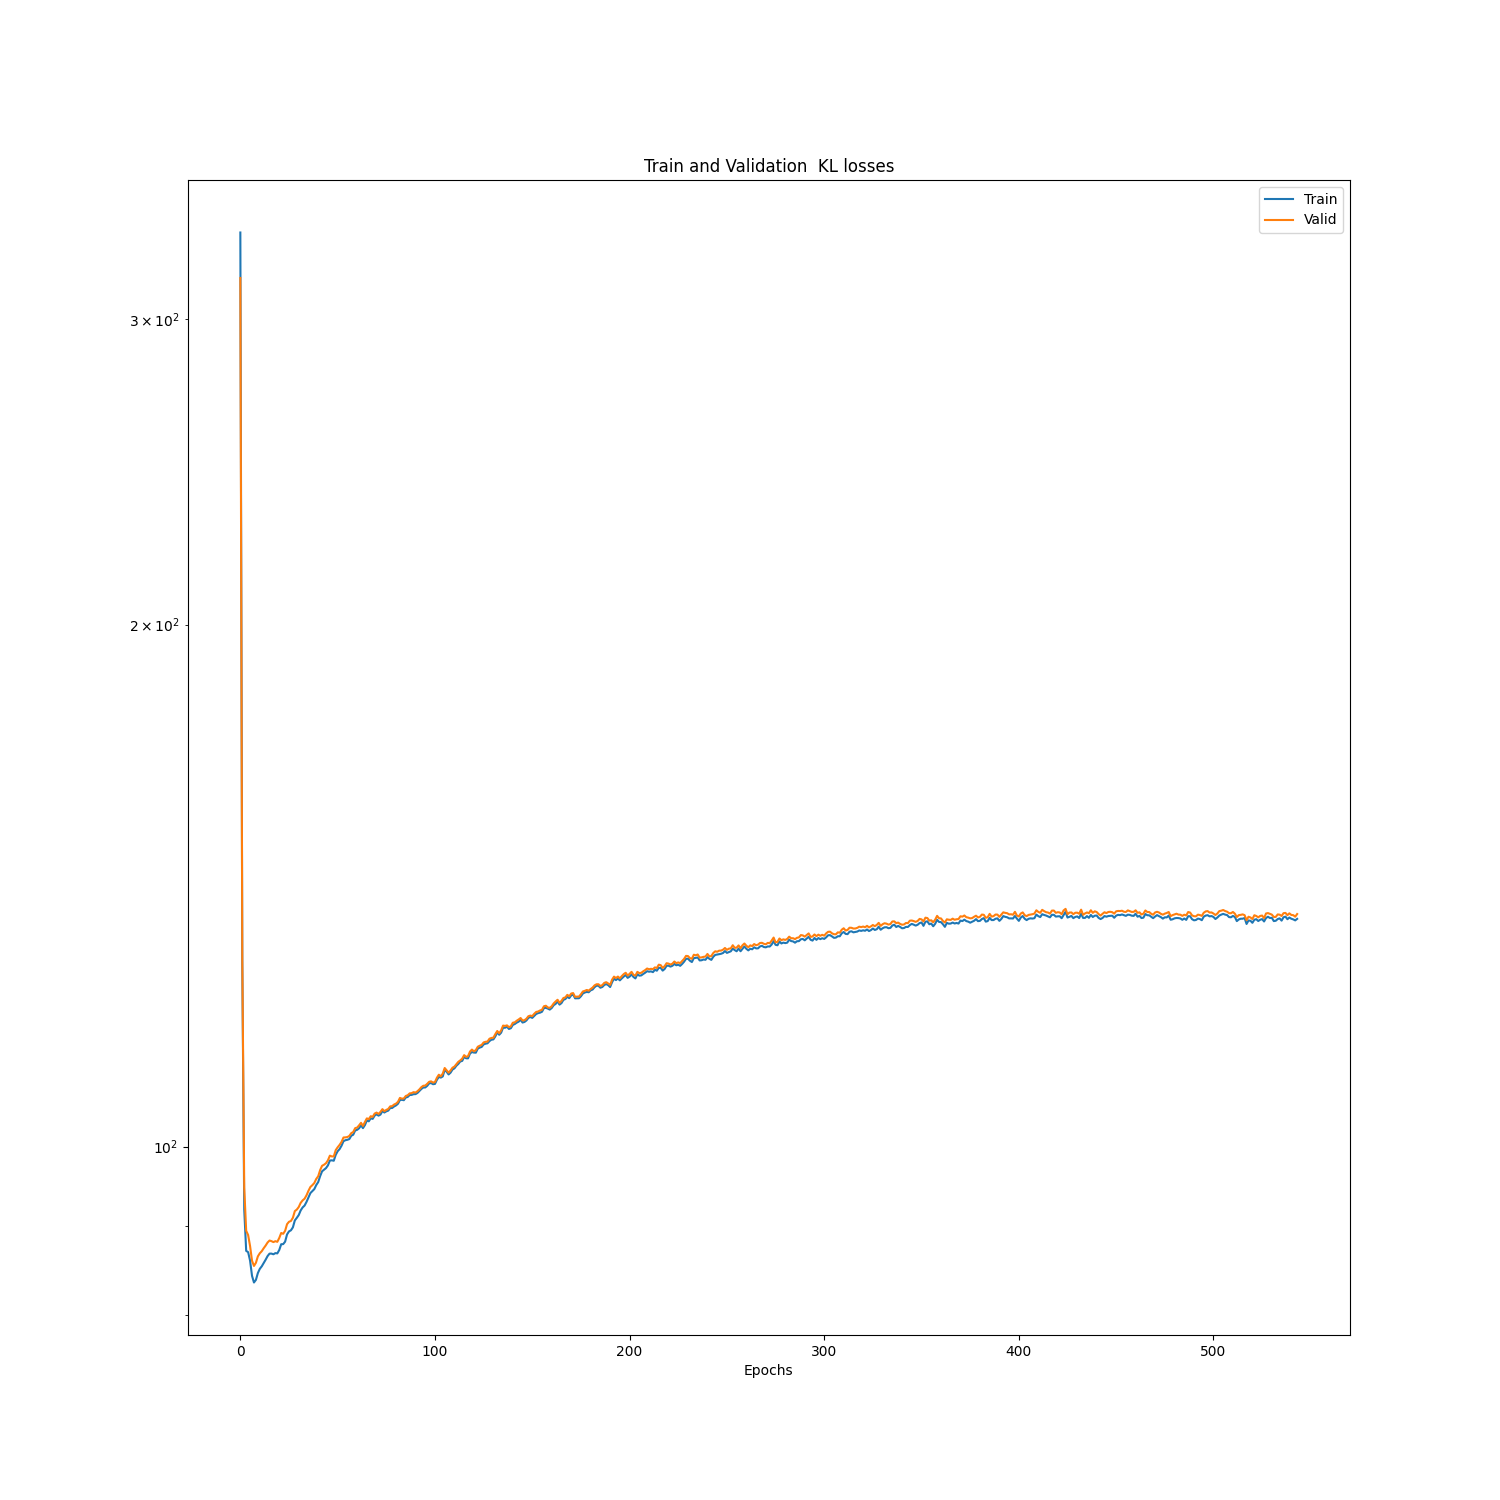 Train and Validation  KL losses
Train
Valid
3 × 10²
2 × 10²
10²
0 100 200 300 400 500
Epochs